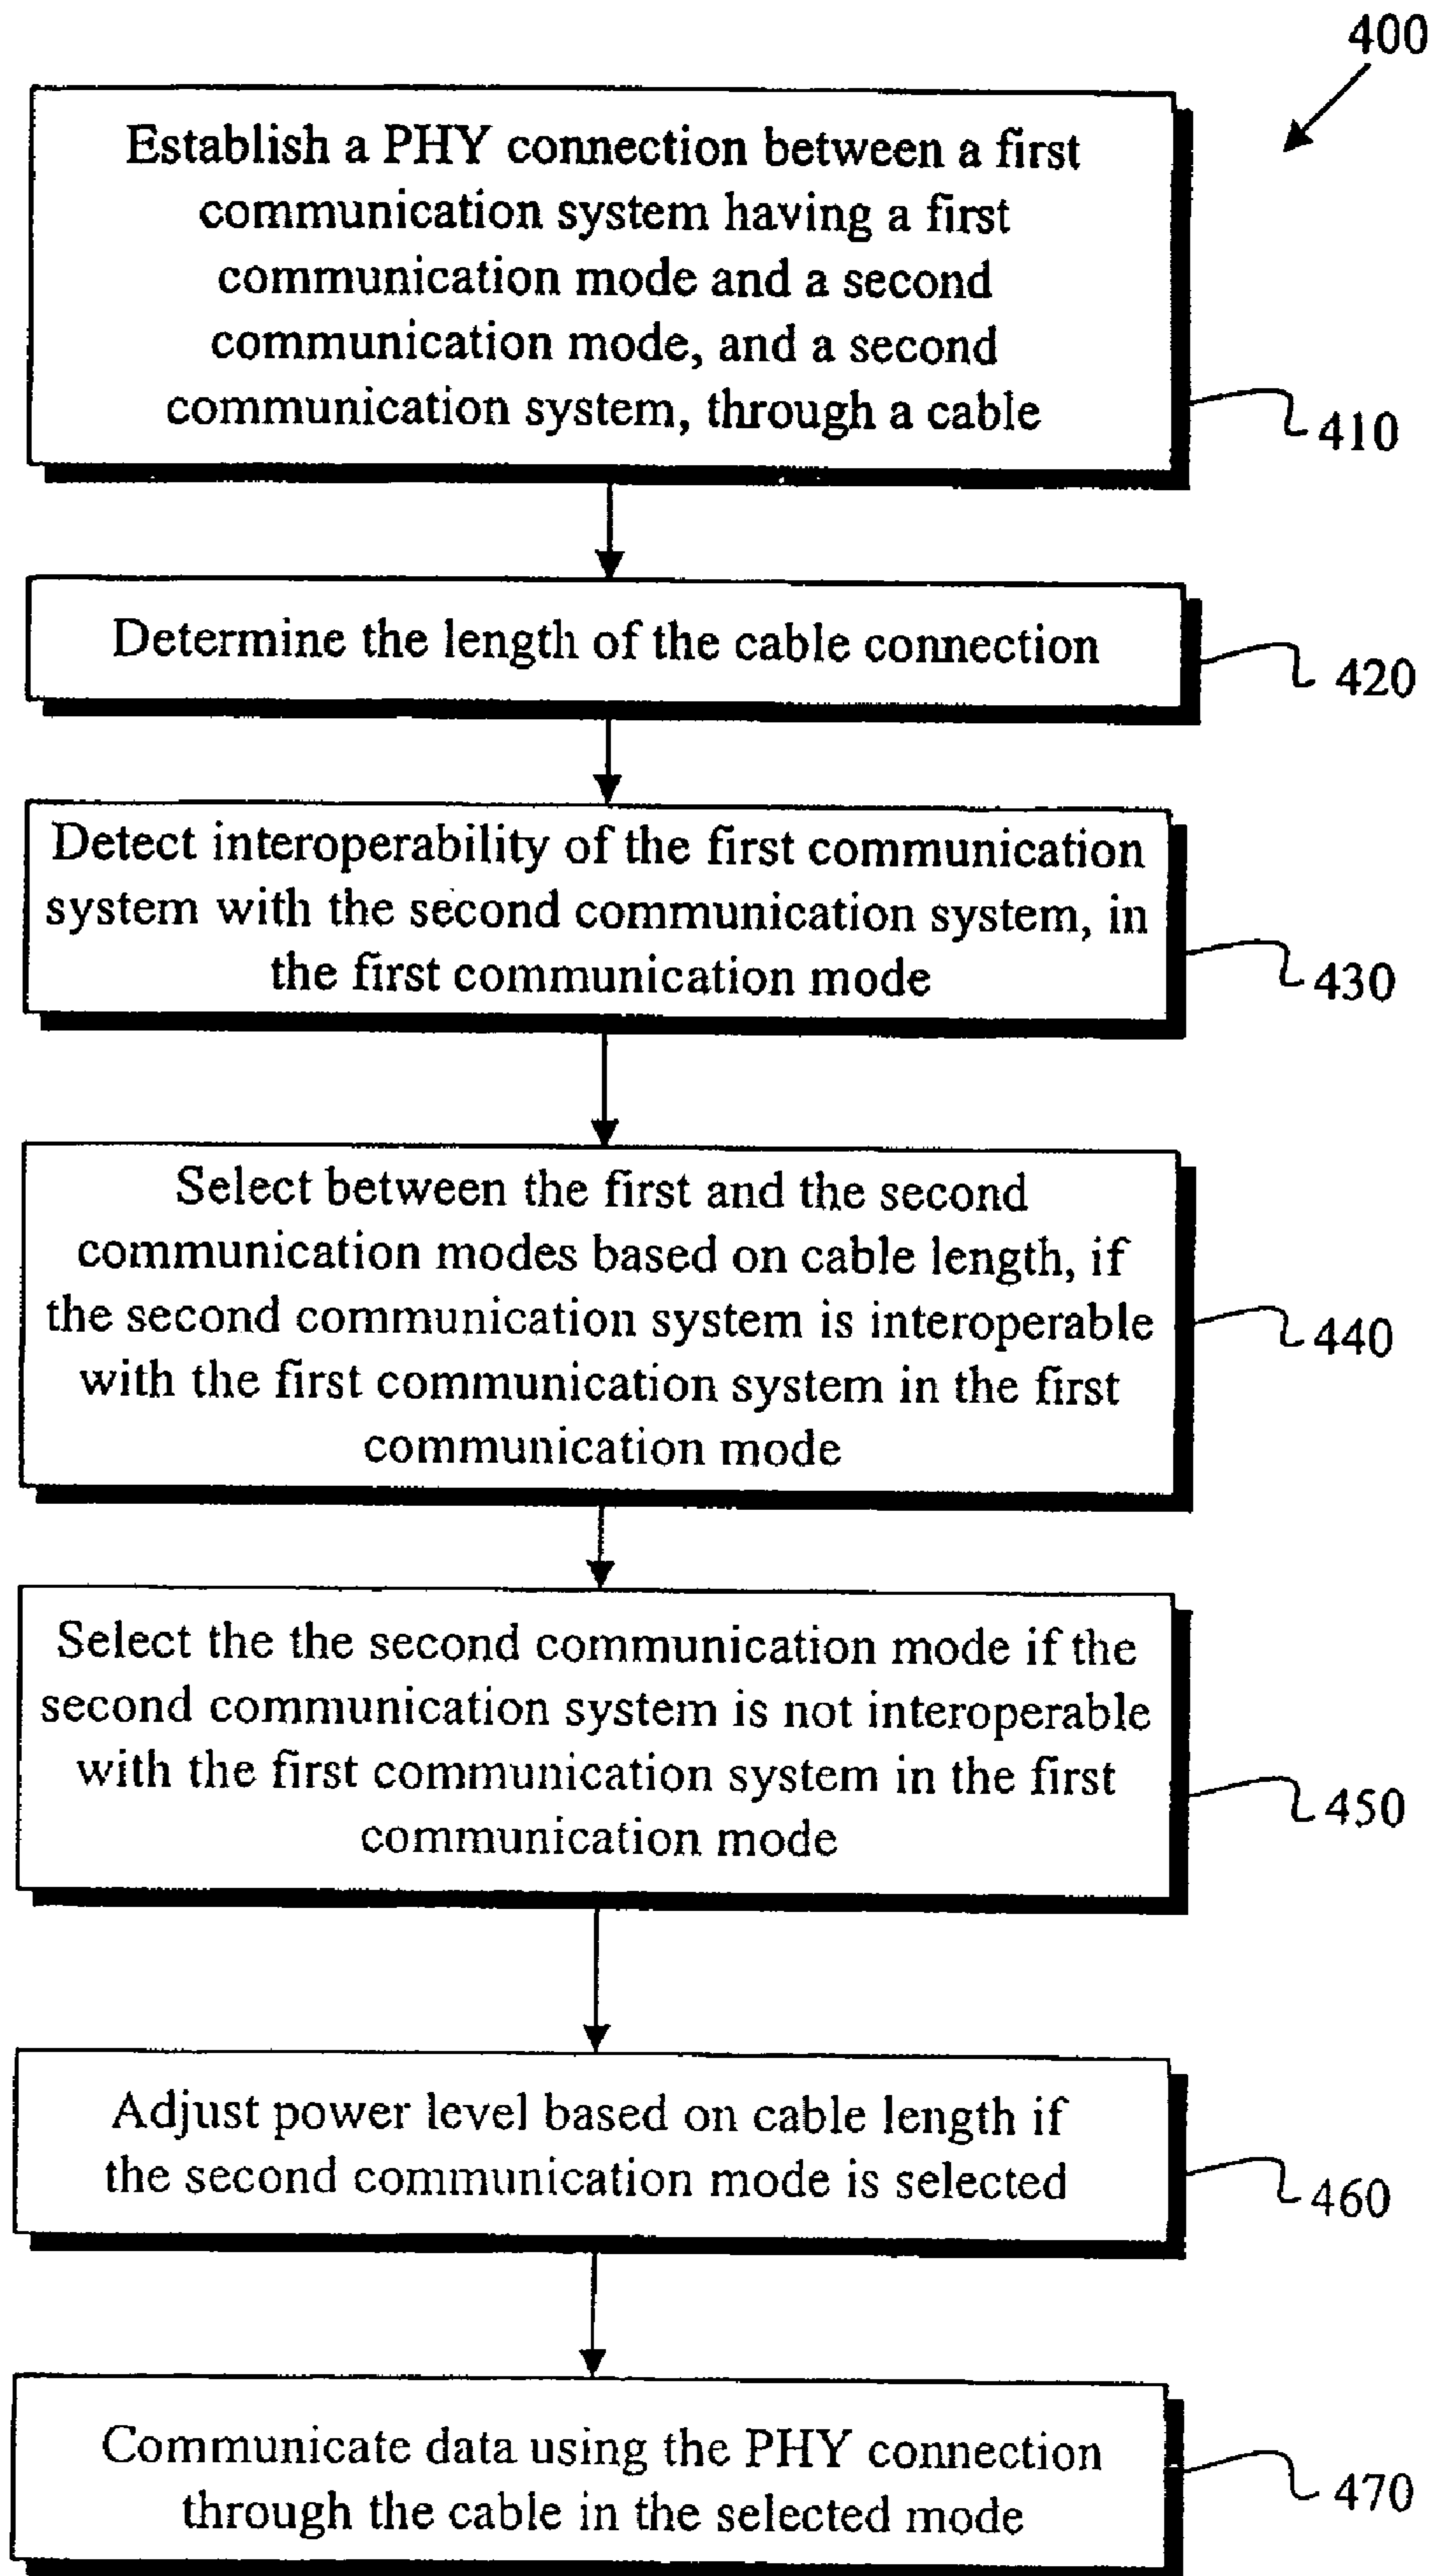 400
Establish a PHY connection between a first
communication system having a first
communication mode and a second
communication mode, and a second
communication system, through a cable
410
Determine the length of the cable connection
420
Detect interoperability of the first communication
system with the second communication system, in
the first communication mode
430
Select between the first and the second
communication modes based on cable length, if
the second communication system is interoperable
with the first communication system in the first
communication mode
440
Select the the second communication mode if the
second communication system is not interoperable
with the first communication system in the first
communication mode
450
Adjust power level based on cable length if
the second communication mode is selected
460
Communicate data using the PHY connection
through the cable in the selected mode
470